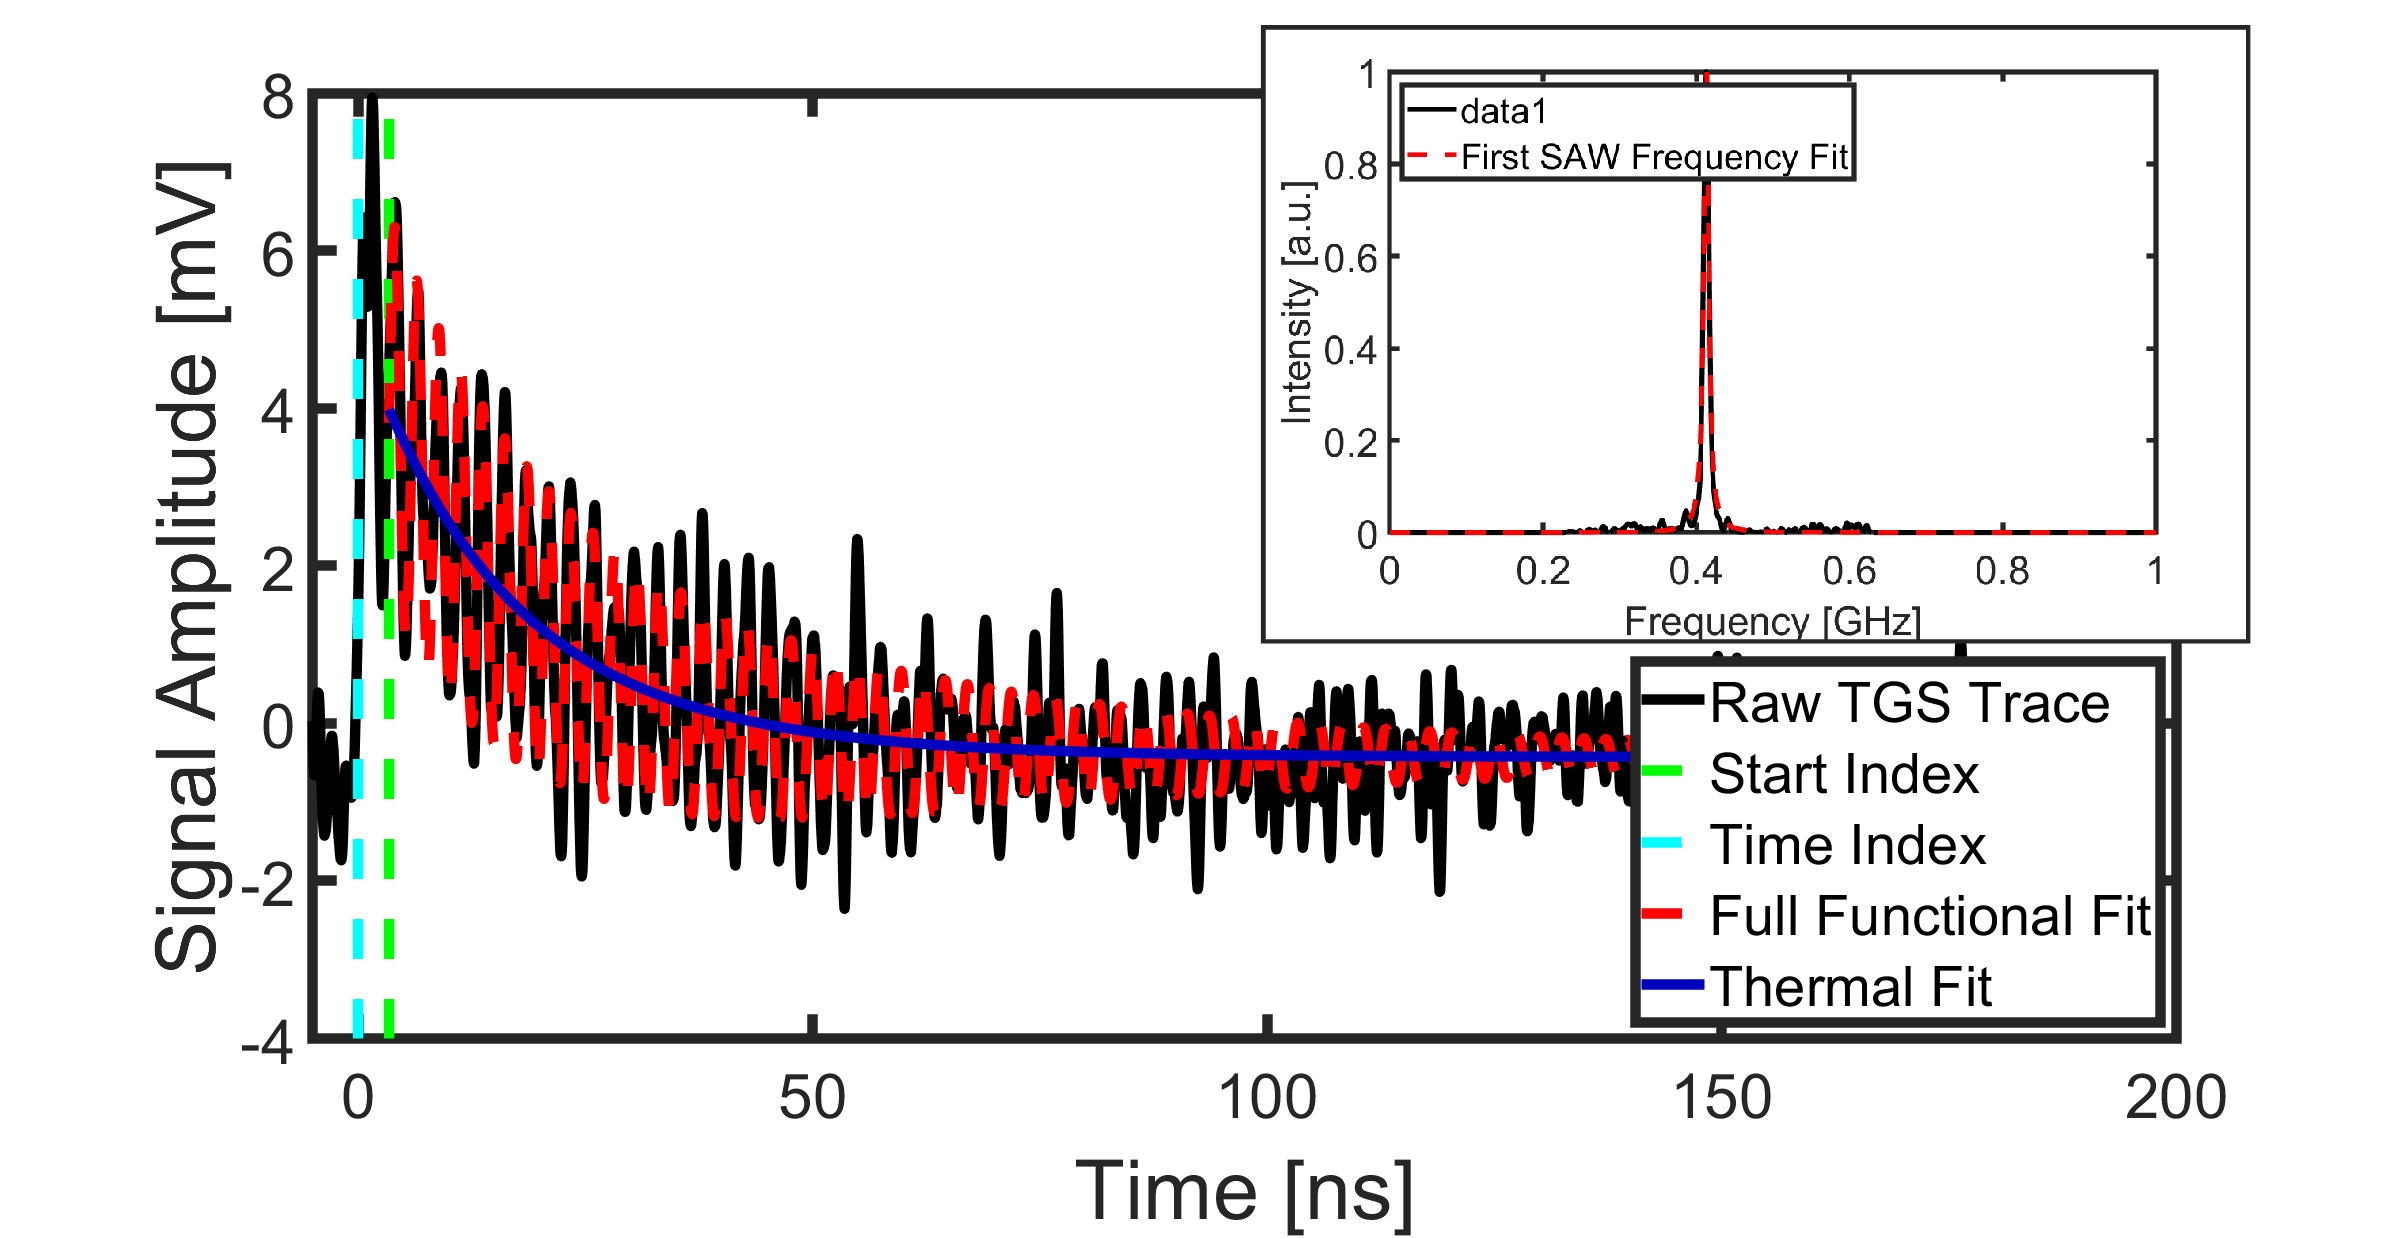 Signal Amplitude [mV]
8
6
4
2
0
-2
-4
0
50
100
150
200
Time [ns]
Intensity [a.u.]
1
0.8
0.6
0.4
0.2
0
data1
First SAW Frequency Fit
0
0.2
0.4
0.6
0.8
1
Frequency [GHz]
Raw TGS Trace
Start Index
Time Index
Full Functional Fit
Thermal Fit